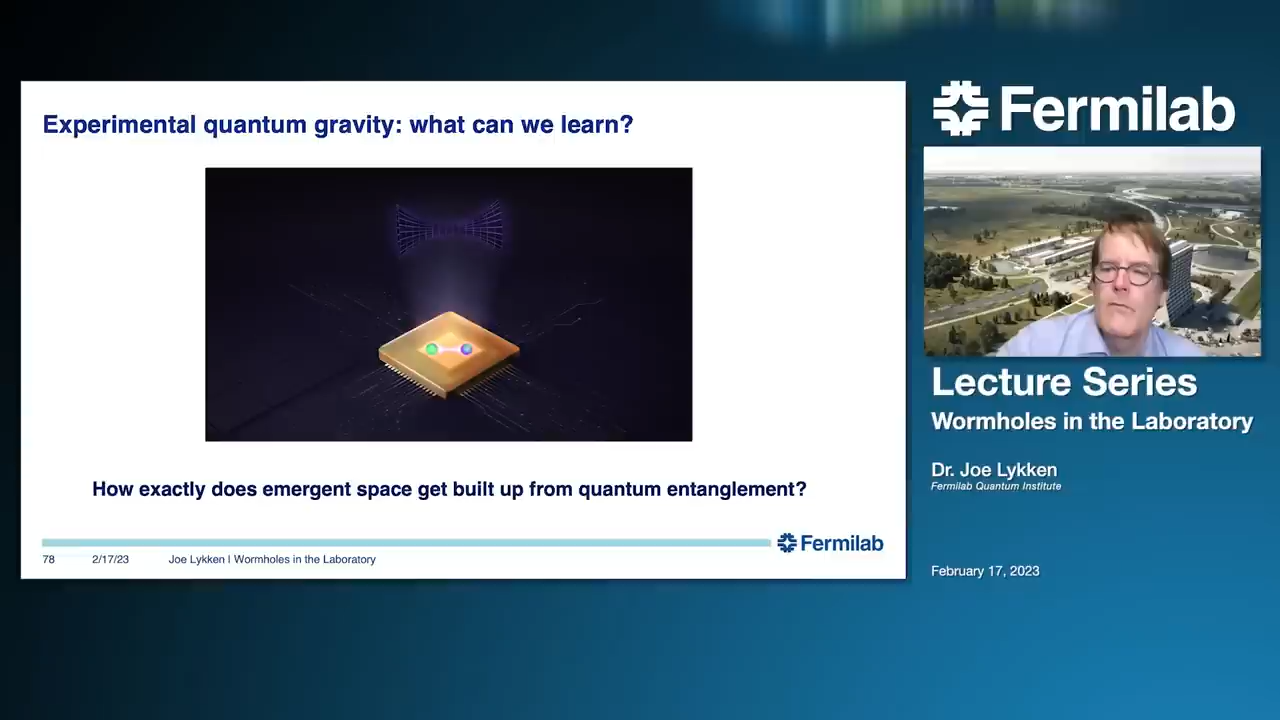 Experimental quantum gravity: what can we learn?
How exactly does emergent space get built up from quantum entanglement?
Fermilab
78 2/17/23 Joe Lykken I Wormholes in the Laboratory
Fermilab
Lecture Series
Wormholes in the Laboratory
Dr. Joe Lykken
Fermilab Quantum Institute
February 17, 2023